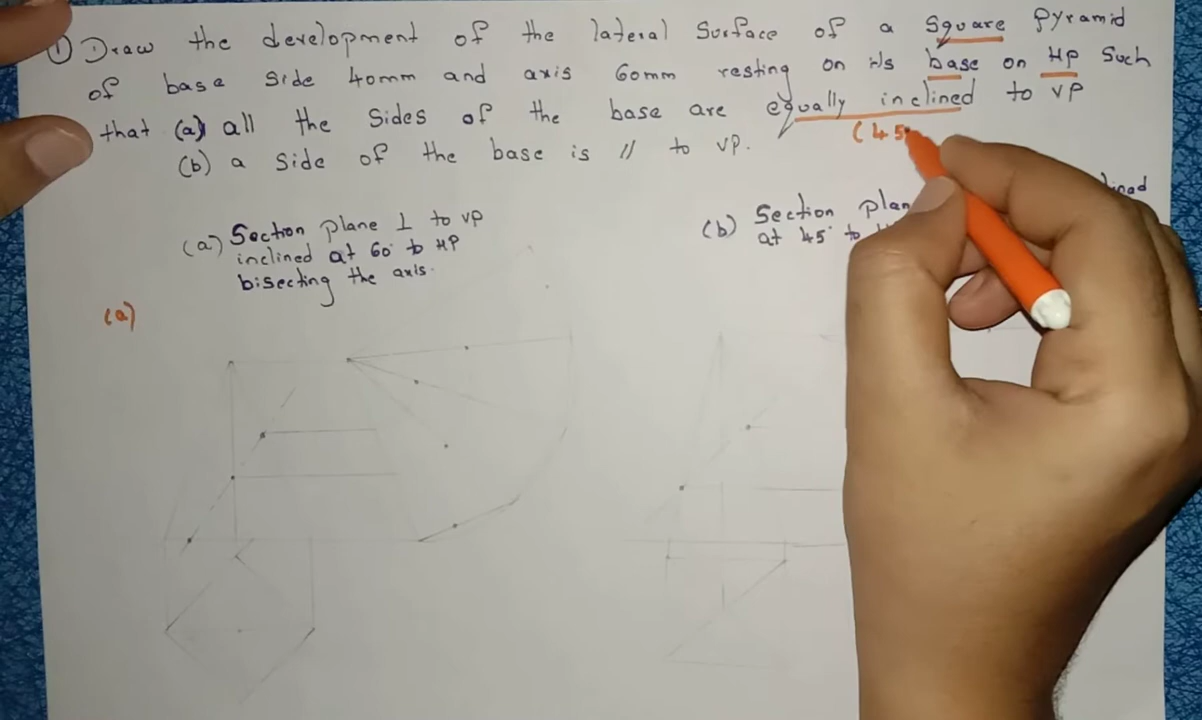 ① Draw the development of the lateral Surface of a Square Pyramid
of base side 40mm and axis 60mm resting on its base on HP Such
that (a) all the sides of the base are equally inclined to VP
(45
(b) a side of the base is // to VP.
(a) Section plane ⊥ to VP
inclined at 60° to HP
bisecting the axis.
(b) Section
at 45° to
(a)